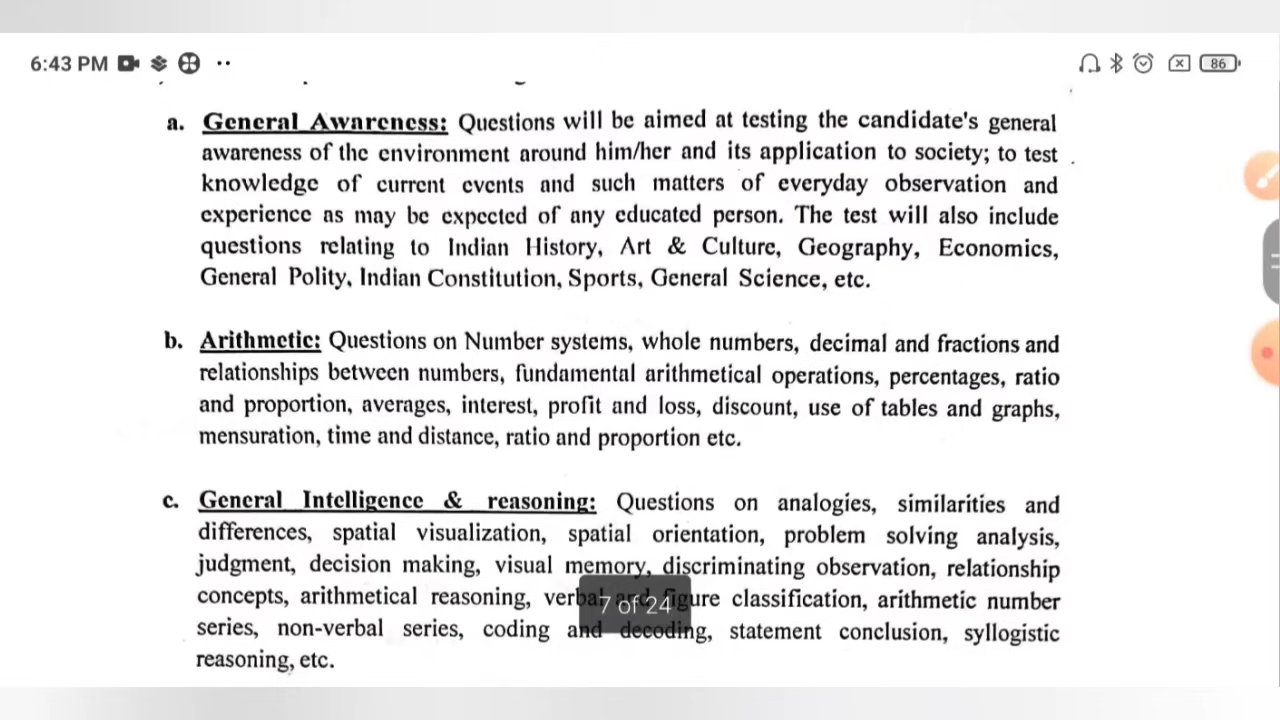 6:43 PM
86
a. General Awareness: Questions will be aimed at testing the candidate's general
awareness of the environment around him/her and its application to society; to test
knowledge of current events and such matters of everyday observation and
experience as may be expected of any educated person. The test will also include
questions relating to Indian History, Art & Culture, Geography, Economics,
General Polity, Indian Constitution, Sports, General Science, etc.
b. Arithmetic: Questions on Number systems, whole numbers, decimal and fractions and
relationships between numbers, fundamental arithmetical operations, percentages, ratio
and proportion, averages, interest, profit and loss, discount, use of tables and graphs,
mensuration, time and distance, ratio and proportion etc.
c. General Intelligence & reasoning: Questions on analogies, similarities and
differences, spatial visualization, spatial orientation, problem solving analysis,
judgment, decision making, visual memory, discriminating observation, relationship
concepts, arithmetical reasoning, verbal and figure classification, arithmetic number
7 of 24
series, non-verbal series, coding and decoding, statement conclusion, syllogistic
reasoning, etc.